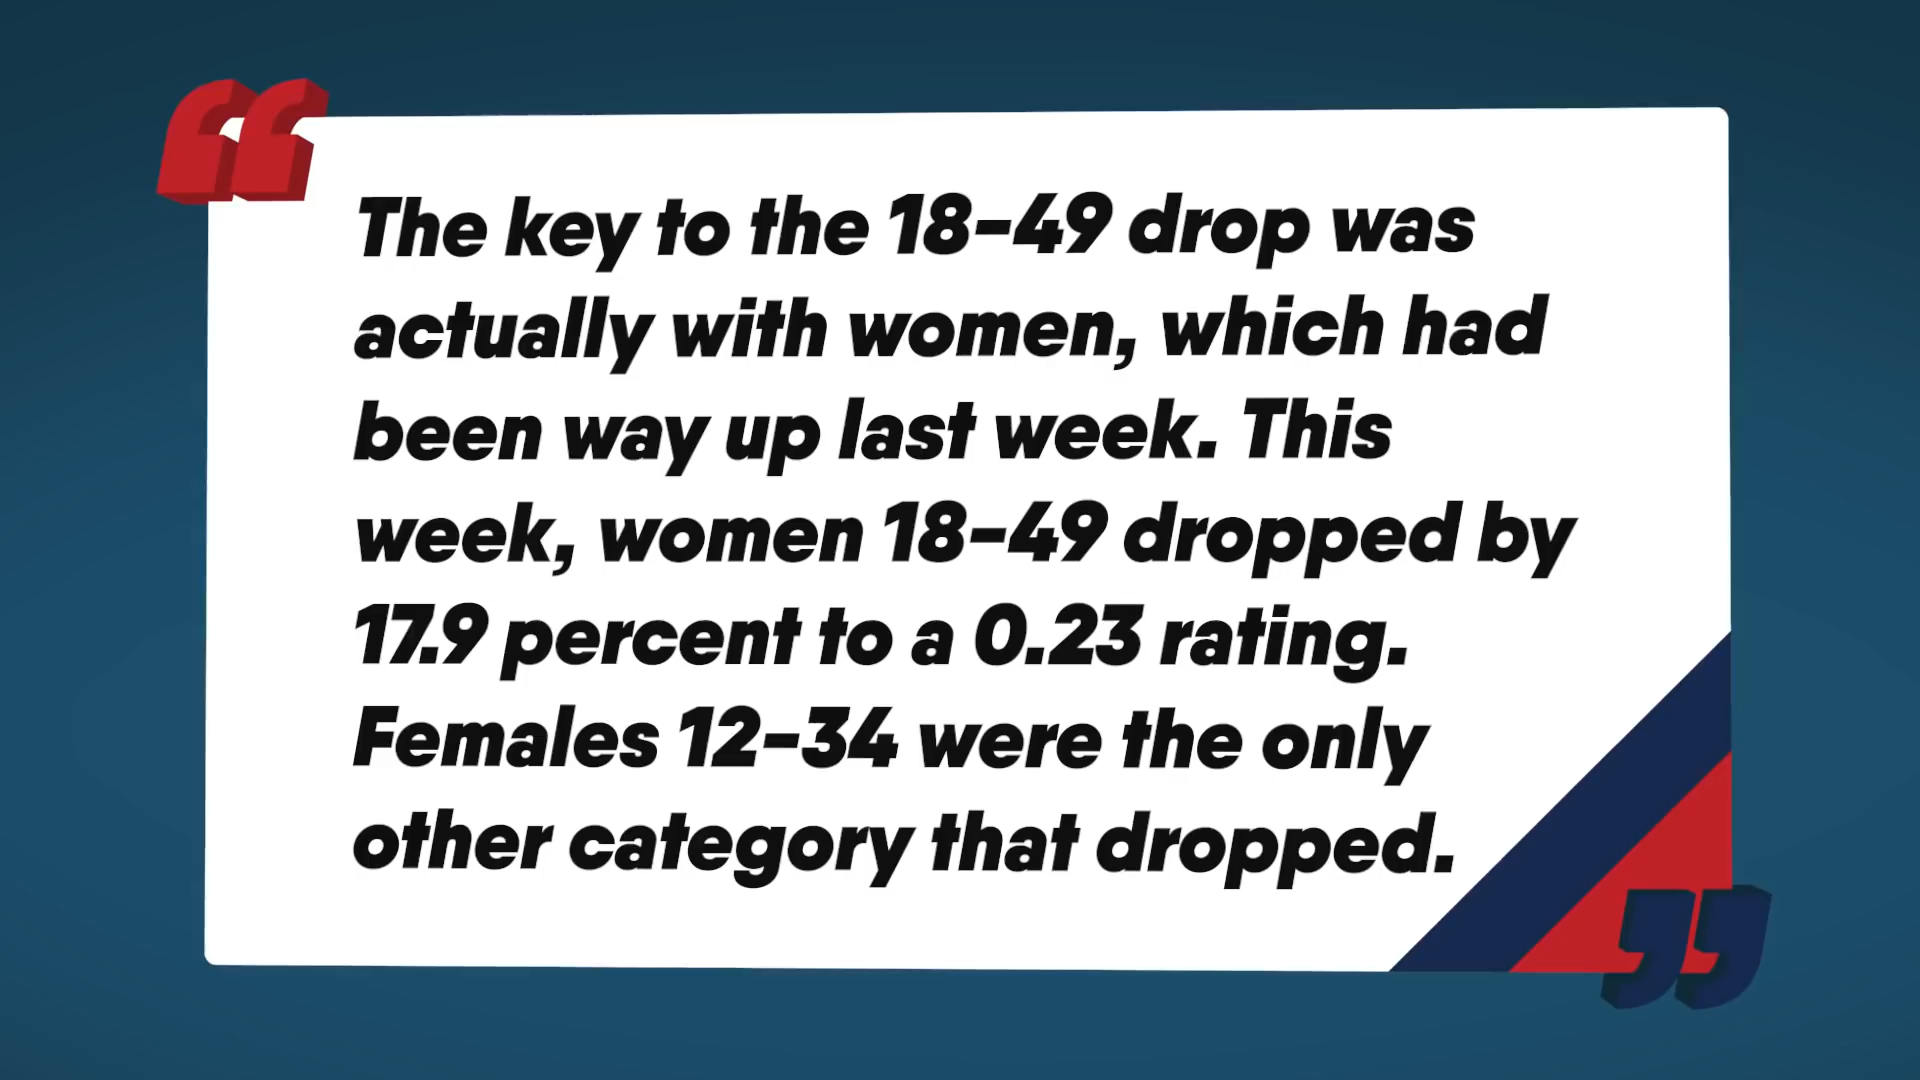 The key to the 18-49 drop was
actually with women, which had
been way up last week. This
week, women 18-49 dropped by
17.9 percent to a 0.23 rating.
Females 12-34 were the only
other category that dropped.